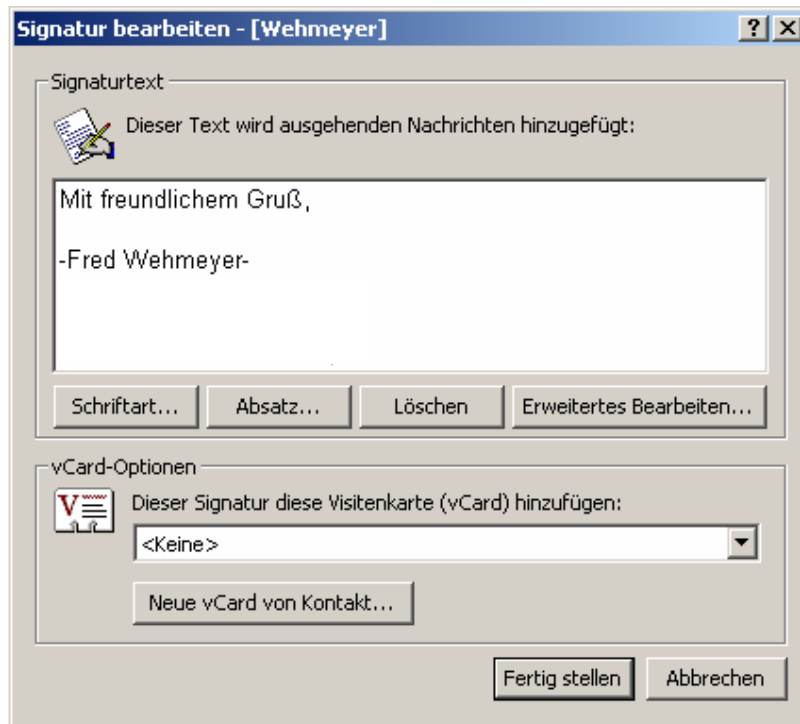 Signatur bearbeiten - [Wehmeyer]
Signaturtext
Dieser Text wird ausgehenden Nachrichten hinzugefügt:
Mit freundlichem Gruß,
-Fred Wehmeyer-
Schriftart... Absatz... Löschen Erweitertes Bearbeiten...
vCard-Optionen
Dieser Signatur diese Visitenkarte (vCard) hinzufügen:
<Keine>
Neue vCard von Kontakt...
Fertig stellen Abbrechen